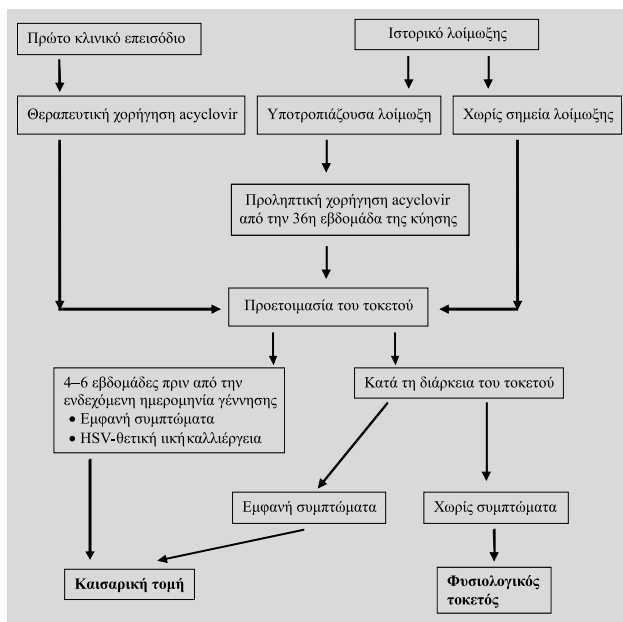 Πρώτο κλινικό επεισόδιο
Ιστορικό λοίμωξης
Θεραπευτική χορήγηση acyclovir
Υποτροπιάζουσα λοίμωξη
Χωρίς σημεία λοίμωξης
Προληπτική χορήγηση acyclovir
από την 36η εβδομάδα της κύησης
Προετοιμασία του τοκετού
4–6 εβδομάδες πριν από την
ενδεχόμενη ημερομηνία γέννησης
• Εμφανή συμπτώματα
• HSV-θετική ιική καλλιέργεια
Κατά τη διάρκεια του τοκετού
Εμφανή συμπτώματα
Χωρίς συμπτώματα
Καισαρική τομή
Φυσιολογικός
τοκετός